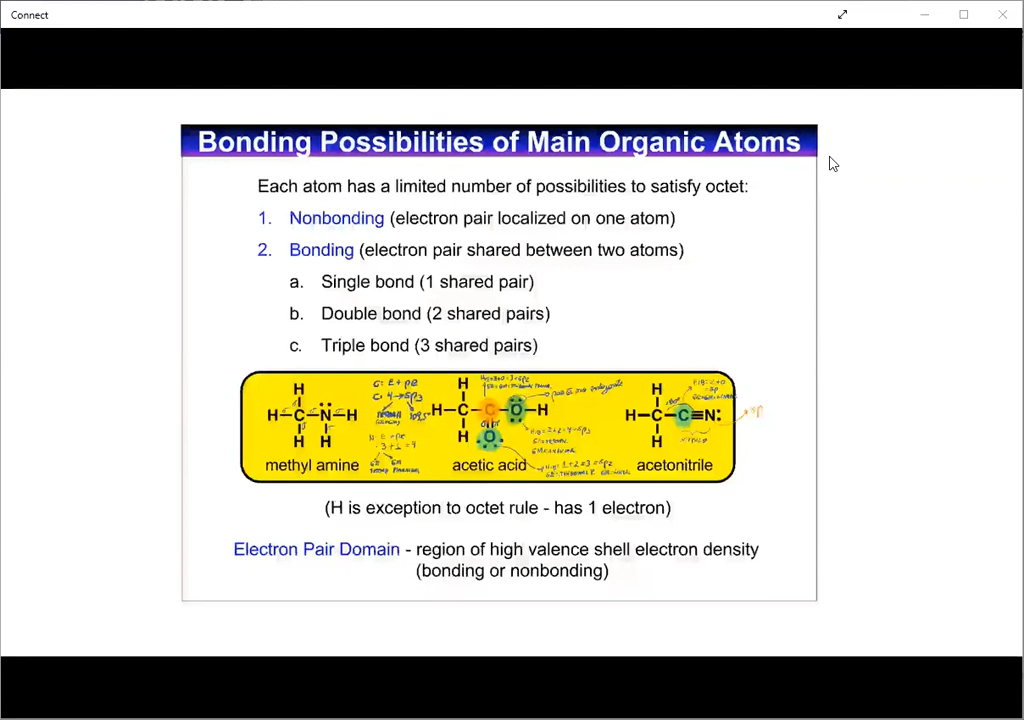 Connect
Bonding Possibilities of Main Organic Atoms
Each atom has a limited number of possibilities to satisfy octet:
1. Nonbonding (electron pair localized on one atom)
2. Bonding (electron pair shared between two atoms)
a. Single bond (1 shared pair)
b. Double bond (2 shared pairs)
c. Triple bond (3 shared pairs)
H
H–C–N–H
H H
methyl amine
H
H–C–C–O–H
H O
acetic acid
H
H–C–C≡N:
H
acetonitrile
sp
(H is exception to octet rule - has 1 electron)
Electron Pair Domain - region of high valence shell electron density
(bonding or nonbonding)